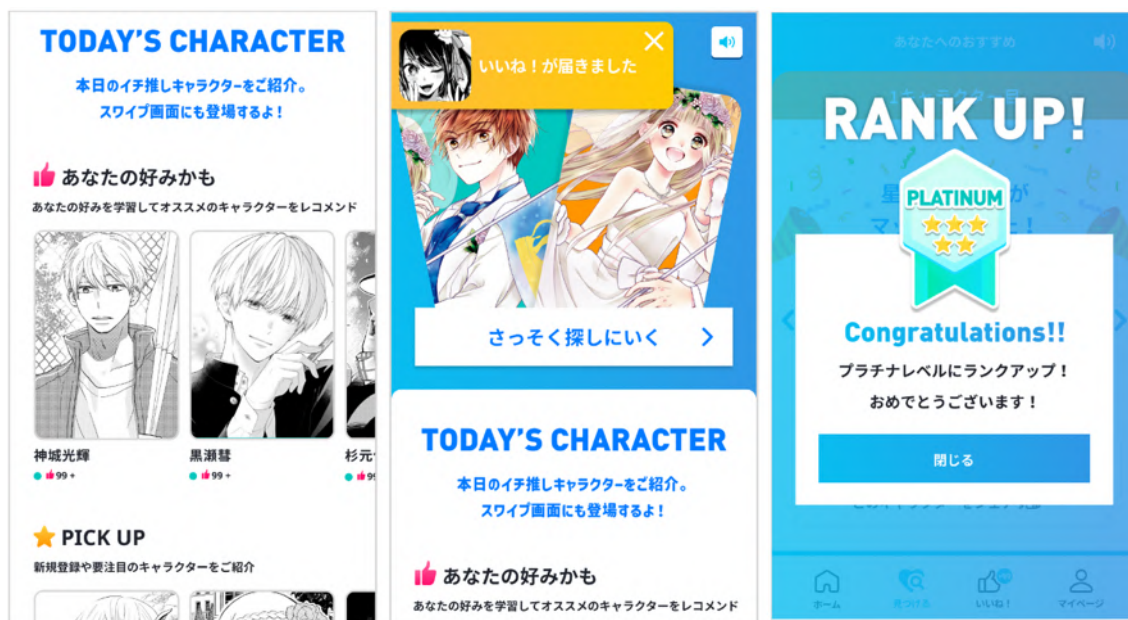 TODAY'S CHARACTER
本日のイチ推しキャラクターをご紹介。
スワイプ画面にも登場するよ！
あなたの好みかも
あなたの好みを学習してオススメのキャラクターをレコメンド
神城光輝
99 +
黒瀬彗
99 +
杉元
99
PICK UP
新規登録や要注目のキャラクターをご紹介
いいね！が届きました
さっそく探しにいく
TODAY'S CHARACTER
本日のイチ推しキャラクターをご紹介。
スワイプ画面にも登場するよ！
あなたの好みかも
あなたの好みを学習してオススメのキャラクターをレコメンド
あなたへのおすすめ
RANK UP!
PLATINUM
Congratulations!!
プラチナレベルにランクアップ！
おめでとうございます！
閉じる
ホーム
見つける
いいね！
マイページ